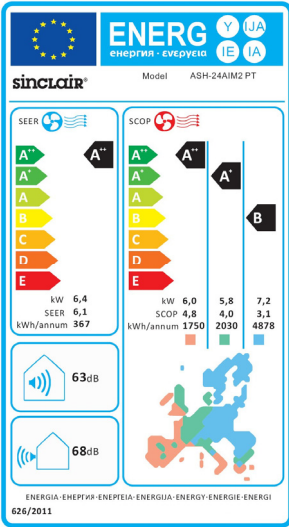 ENERG Y IJA
енергия · ενεργεια IE IA
sinclair® Model ASH-24AIM2 PT
SEER SCOP
A++ A++ A++ A++
A+ A+ A+
A A
B B B
C C
D D
E E
kW 6,4 kW 6,0 5,8 7,2
SEER 6,1 SCOP 4,8 4,0 3,1
kWh/annum 367 kWh/annum 1750 2030 4878
63dB
68dB
ENERGIA·ЕНЕРГИЯ·ΕΝΕΡΓΕΙΑ·ENERGIJA·ENERGY·ENERGIE·ENERGI
626/2011